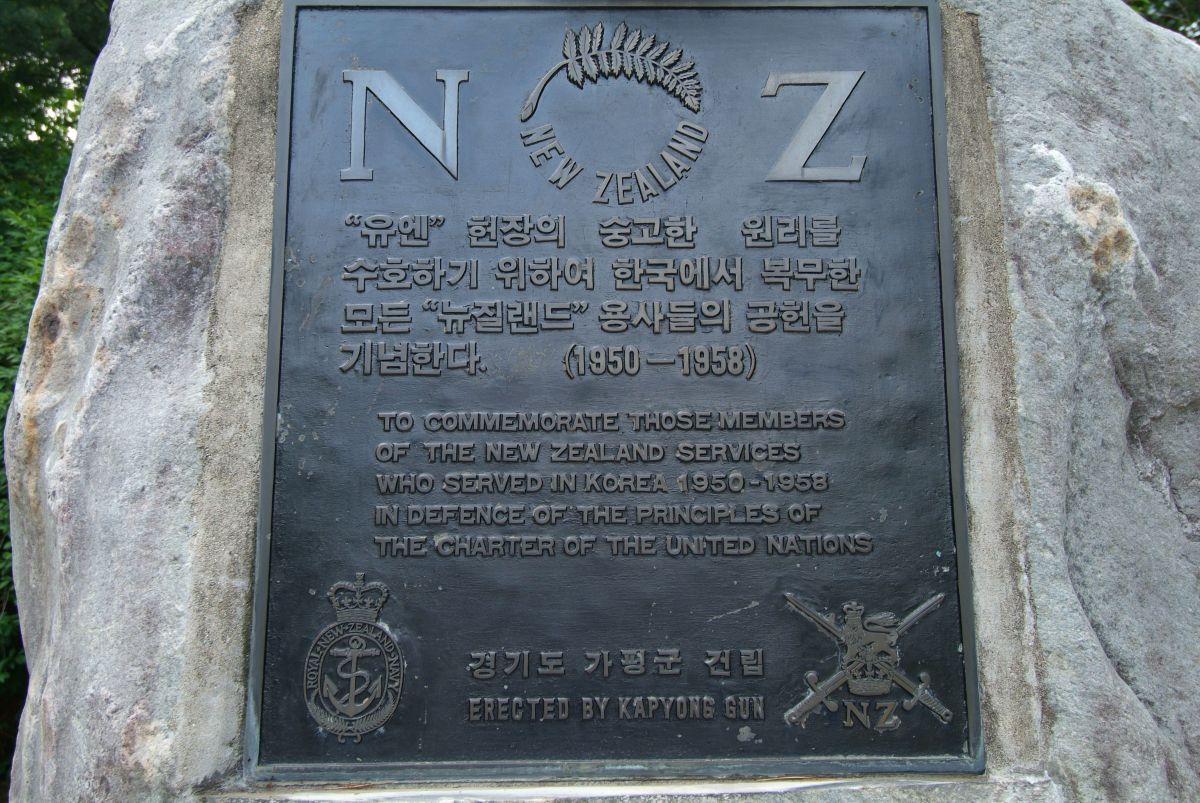 N Z
NEW ZEALAND
“유엔” 헌장의 숭고한 원리를
수호하기 위하여 한국에서 복무한
모든 “뉴질랜드” 용사들의 공헌을
기념한다. (1950-1958)
TO COMMEMORATE THOSE MEMBERS
OF THE NEW ZEALAND SERVICES
WHO SERVED IN KOREA 1950-1958
IN DEFENCE OF THE PRINCIPLES OF
THE CHARTER OF THE UNITED NATIONS
ROYAL·NEW·ZEALAND·NAVY
경기도 가평군 건립
ERECTED BY KAPYONG GUN
NZ